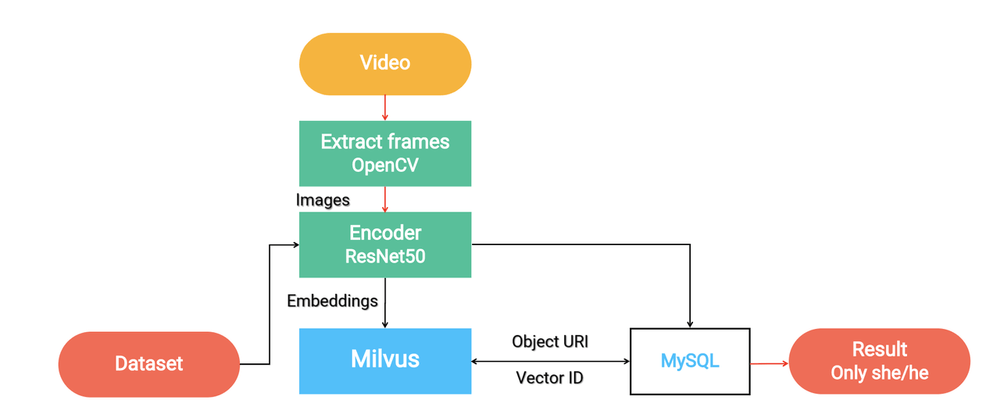 Video
Extract frames
OpenCV
Images
Encoder
ResNet50
Embeddings
Dataset
Milvus
Object URI
Vector ID
MySQL
Result
Only she/he